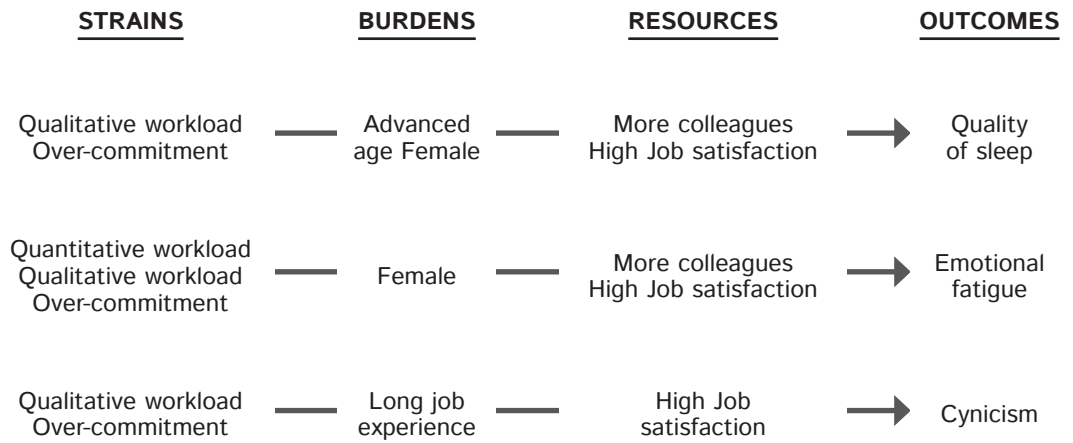 STRAINS BURDENS RESOURCES OUTCOMES
Qualitative workload
Over-commitment
Advanced
age Female
More colleagues
High Job satisfaction
Quality
of sleep
Quantitative workload
Qualitative workload
Over-commitment
Female
More colleagues
High Job satisfaction
Emotional
fatigue
Qualitative workload
Over-commitment
Long job
experience
High Job
satisfaction
Cynicism